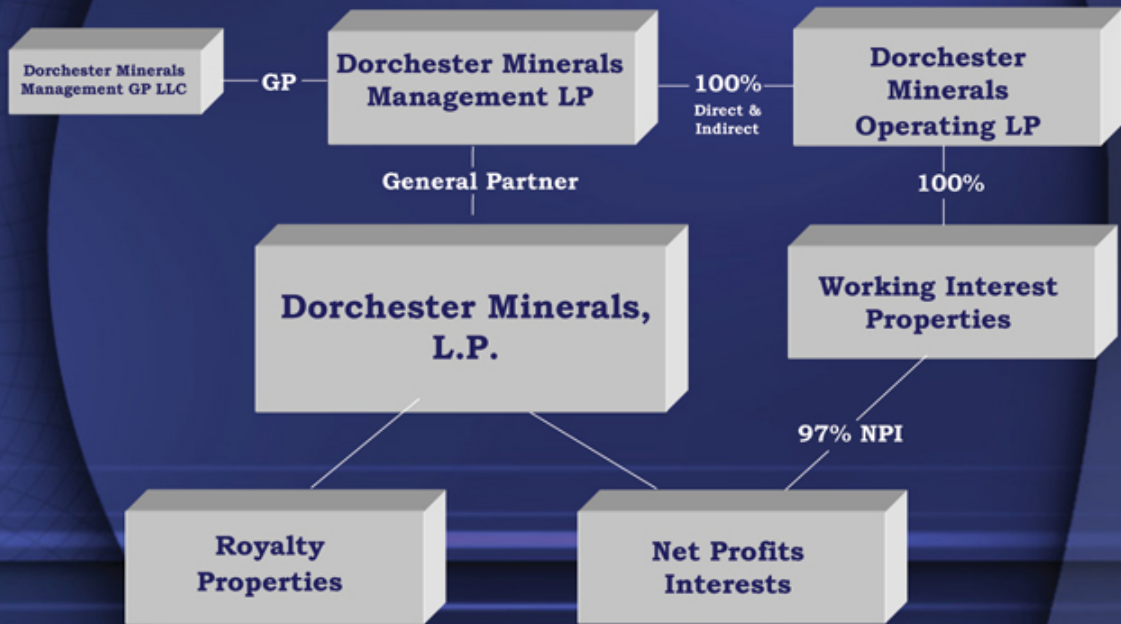 Dorchester Minerals
Management GP LLC
GP
Dorchester Minerals
Management LP
100%
Direct &
Indirect
Dorchester
Minerals
Operating LP
General Partner
100%
Dorchester Minerals,
L.P.
Working Interest
Properties
97% NPI
Royalty
Properties
Net Profits
Interests